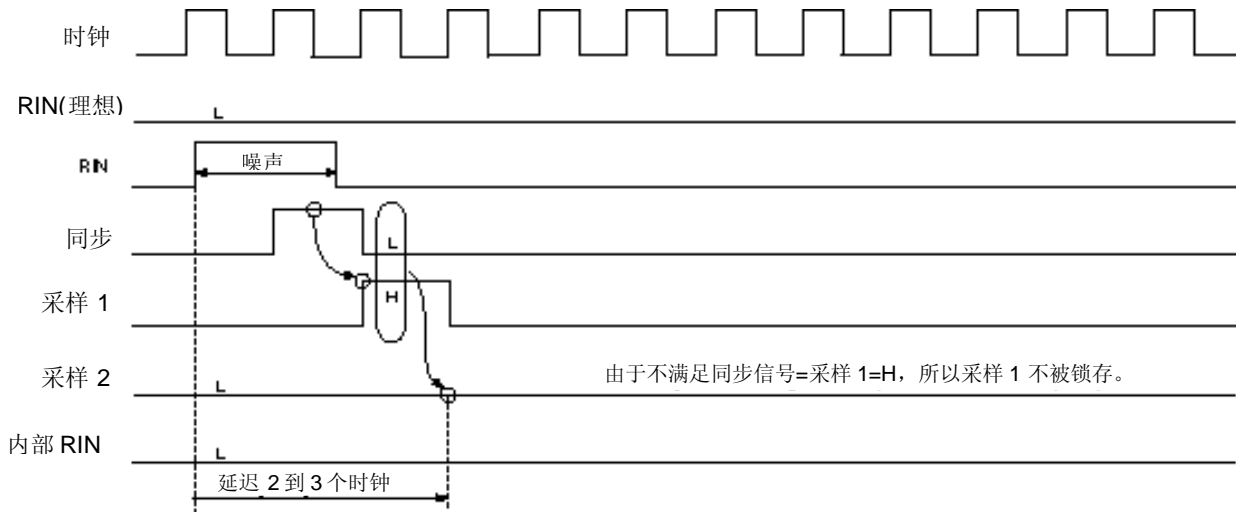 时钟
RIN(理想)
L
RIN
噪声
同步
L
采样 1
H
采样 2
L
由于不满足同步信号=采样 1=H，所以采样 1 不被锁存。
内部 RIN
L
延迟 2 到 3 个时钟